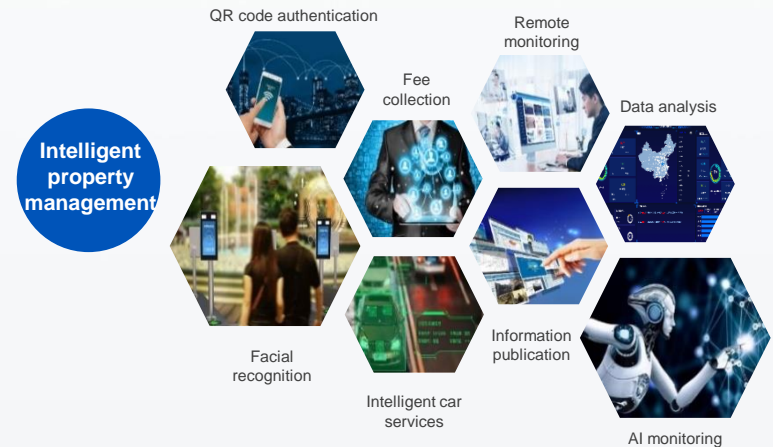 QR code authentication
Remote
monitoring
Fee
collection
Data analysis
Intelligent
property
management
Facial
recognition
Information
publication
Intelligent car
services
AI monitoring